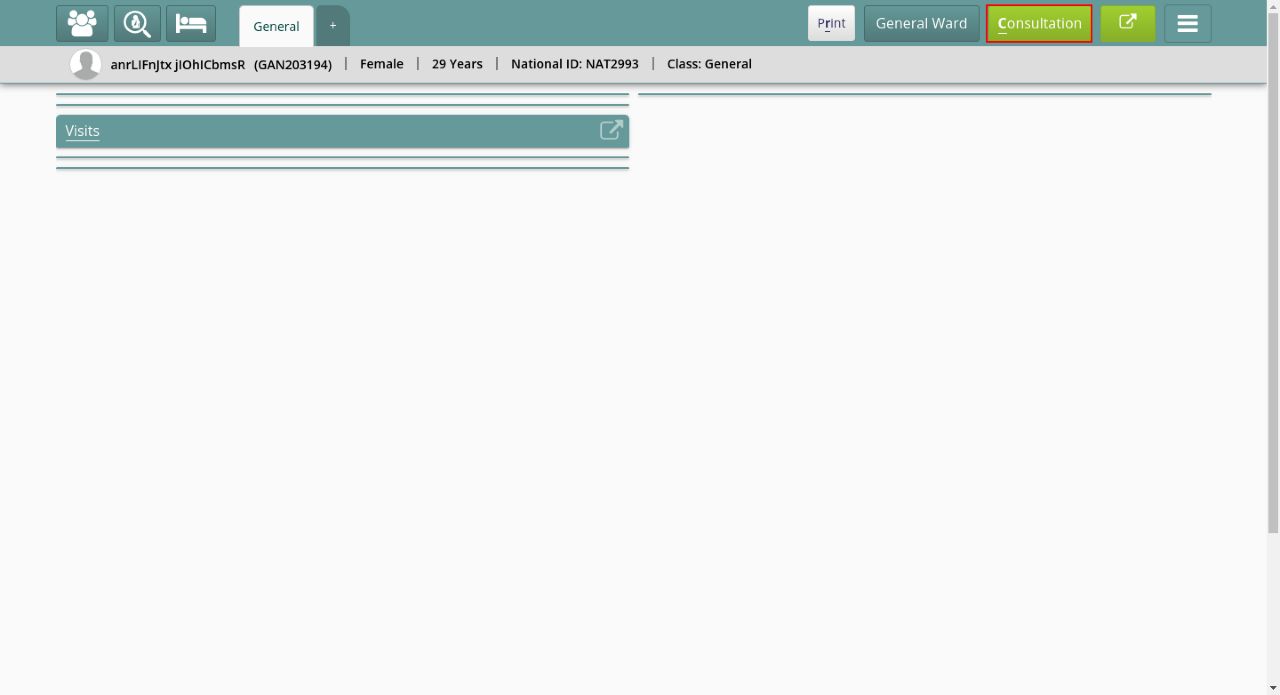 General
+
Print
General Ward
Consultation
anrLIFnJtx jIOhICbmsR (GAN203194) | Female | 29 Years | National ID: NAT2993 | Class: General
Visits